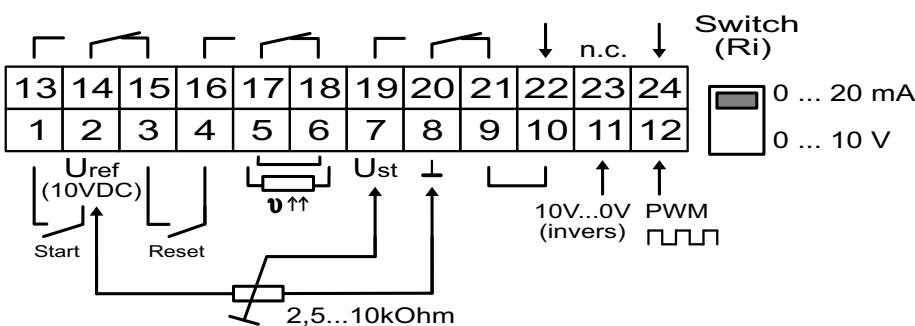 Switch
(Ri)
n.c.
13 14 15 16 17 18 19 20 21 22 23 24
0 ... 20 mA
1 2 3 4 5 6 7 8 9 10 11 12
0 ... 10 V
Uref
(10VDC)
Ust
ϑ ↑↑
10V...0V
(invers)
PWM
Start
Reset
2,5...10kOhm